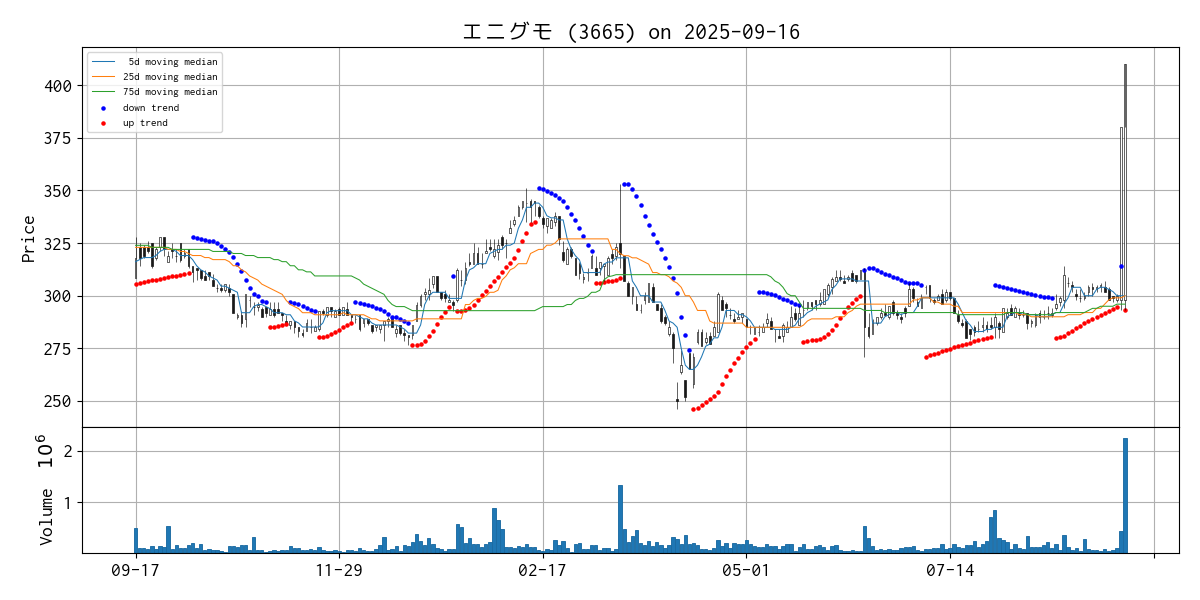 エニグモ (3665) on 2025-09-16
5d moving median
25d moving median
75d moving median
down trend
up trend
Price
400
375
350
325
300
275
250
Volume 10^6
2
1
09-17 11-29 02-17 05-01 07-14